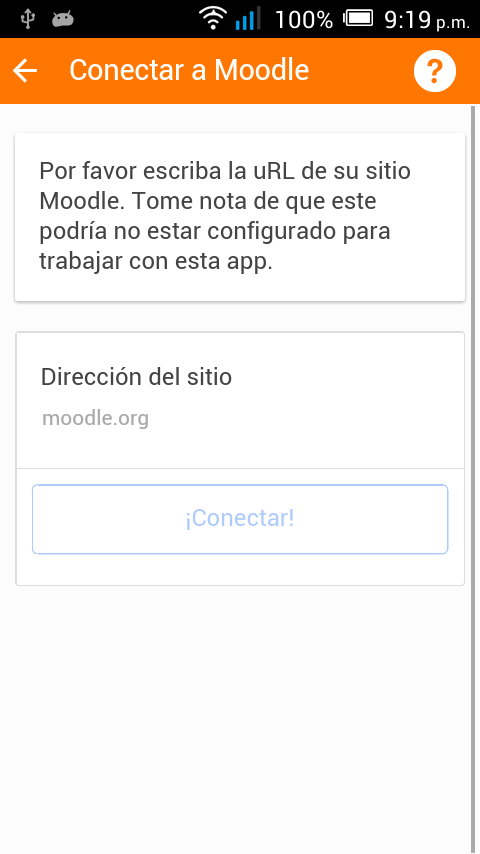 100% 9:19 p.m.
Conectar a Moodle
?
Por favor escriba la uRL de su sitio
Moodle. Tome nota de que este
podría no estar configurado para
trabajar con esta app.
Dirección del sitio
moodle.org
¡Conectar!